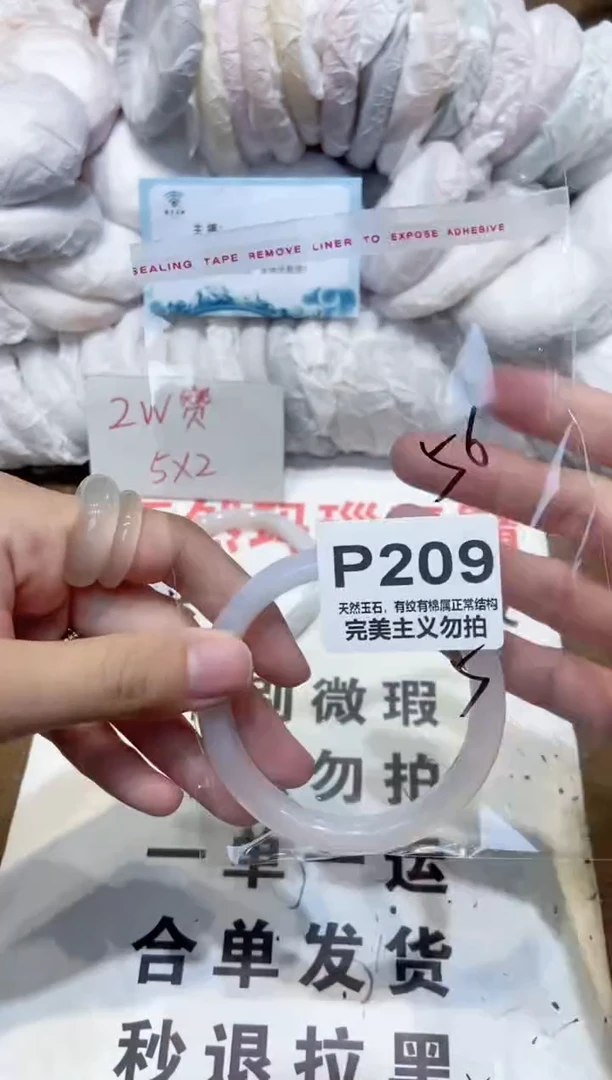 主播:
SEALING TAPE REMOVE LINER TO EXPOSE ADHESIVE
2W赛
5X2
56
P209
天然玉石，有纹有棉属正常结构
完美主义勿拍
微瑕
勿护
一单一运
合单发货
秒退拉黑